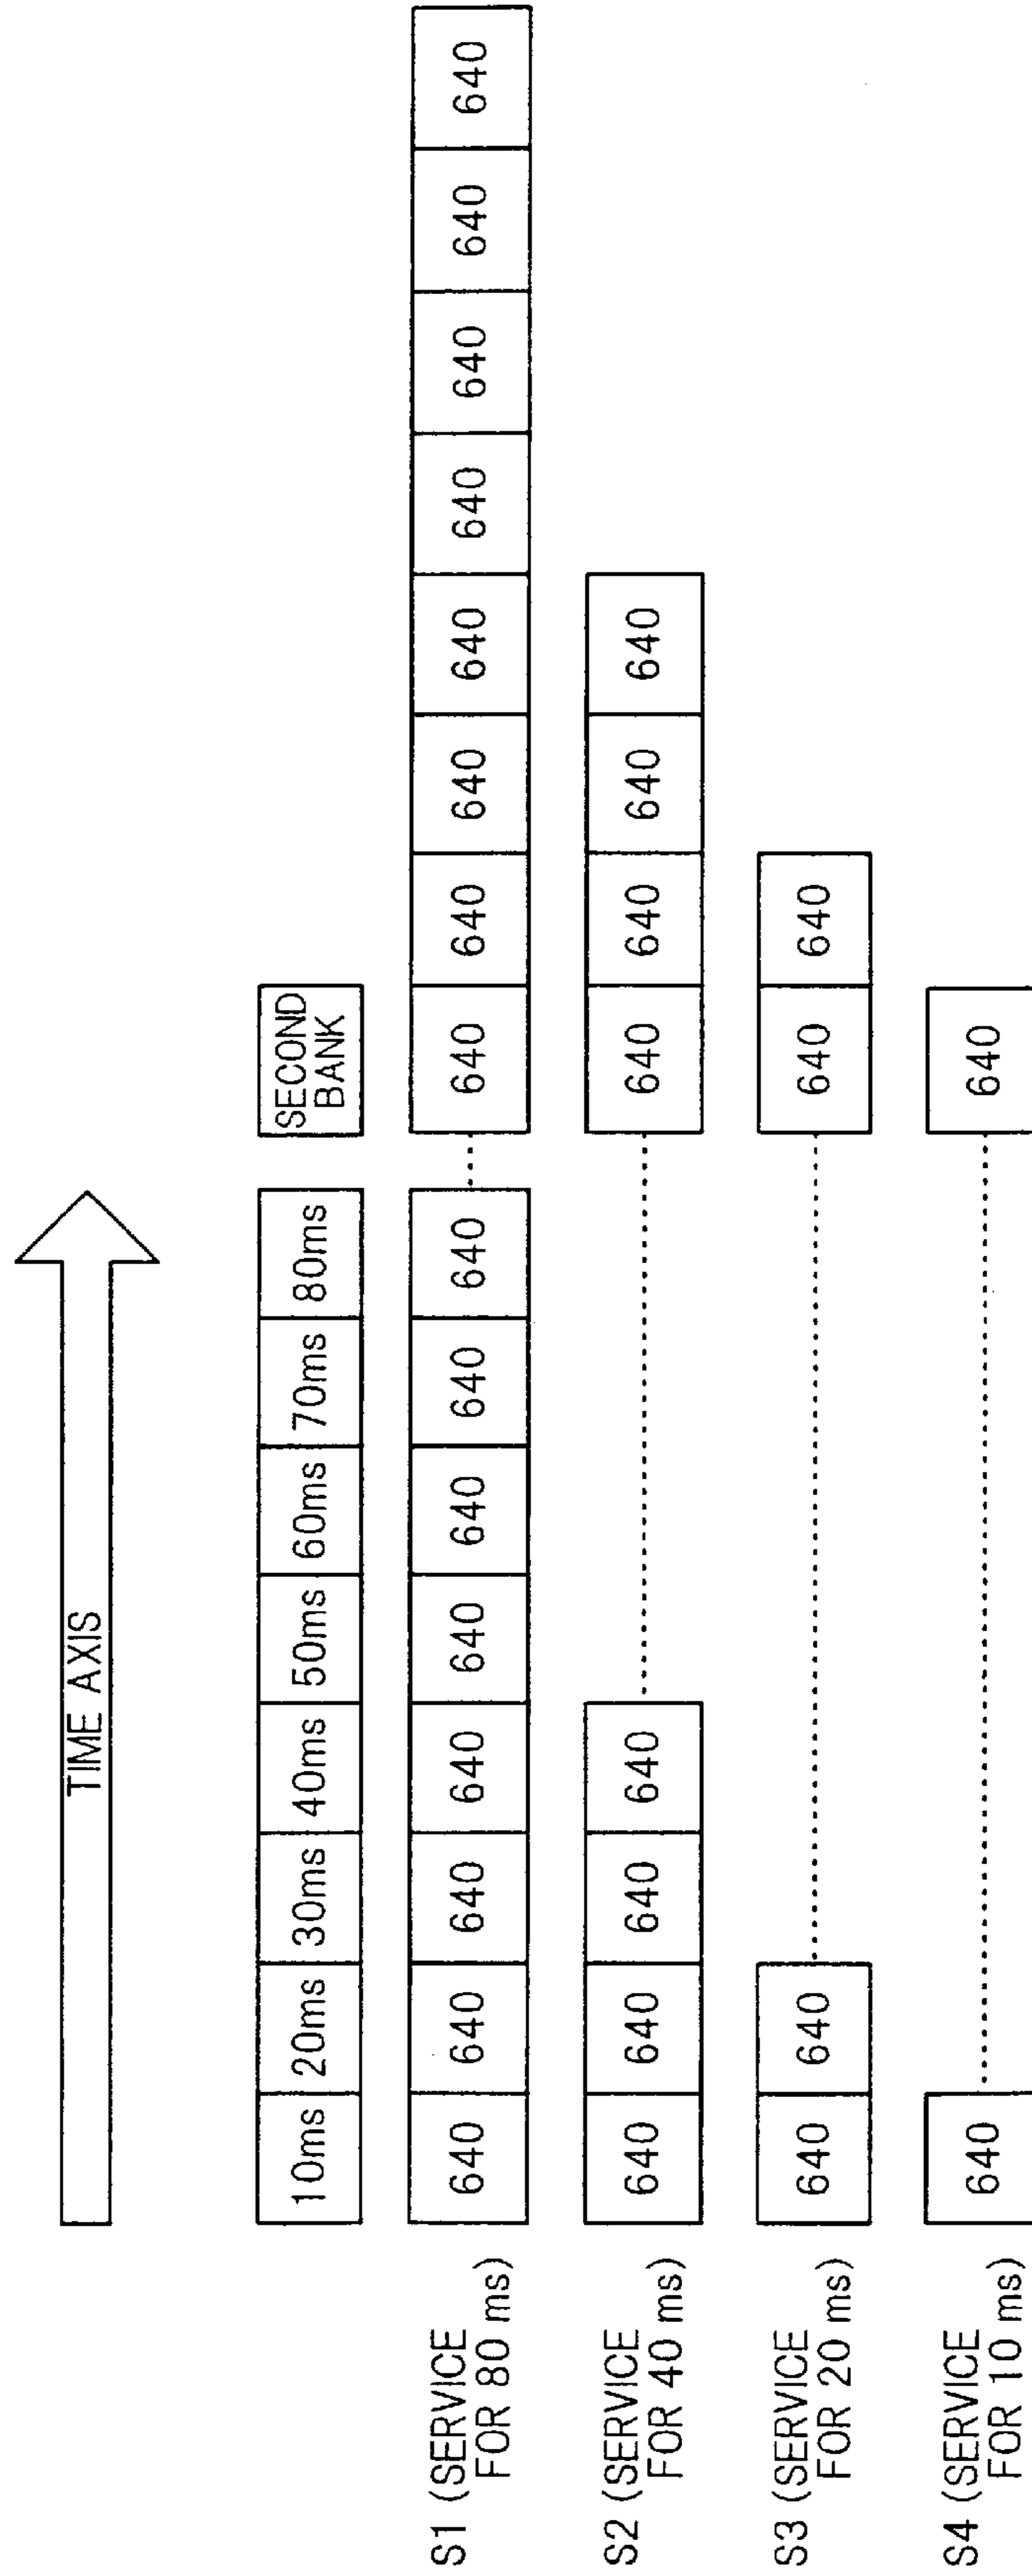 TIME AXIS
10ms 20ms 30ms 40ms 50ms 60ms 70ms 80ms SECOND
BANK
S1 (SERVICE
FOR 80 ms)
640 640 640 640 640 640 640 640 640 640 640 640 640 640 640 640
S2 (SERVICE
FOR 40 ms)
640 640 640 640 640 640 640 640
S3 (SERVICE
FOR 20 ms)
640 640 640 640
S4 (SERVICE
FOR 10 ms)
640 640